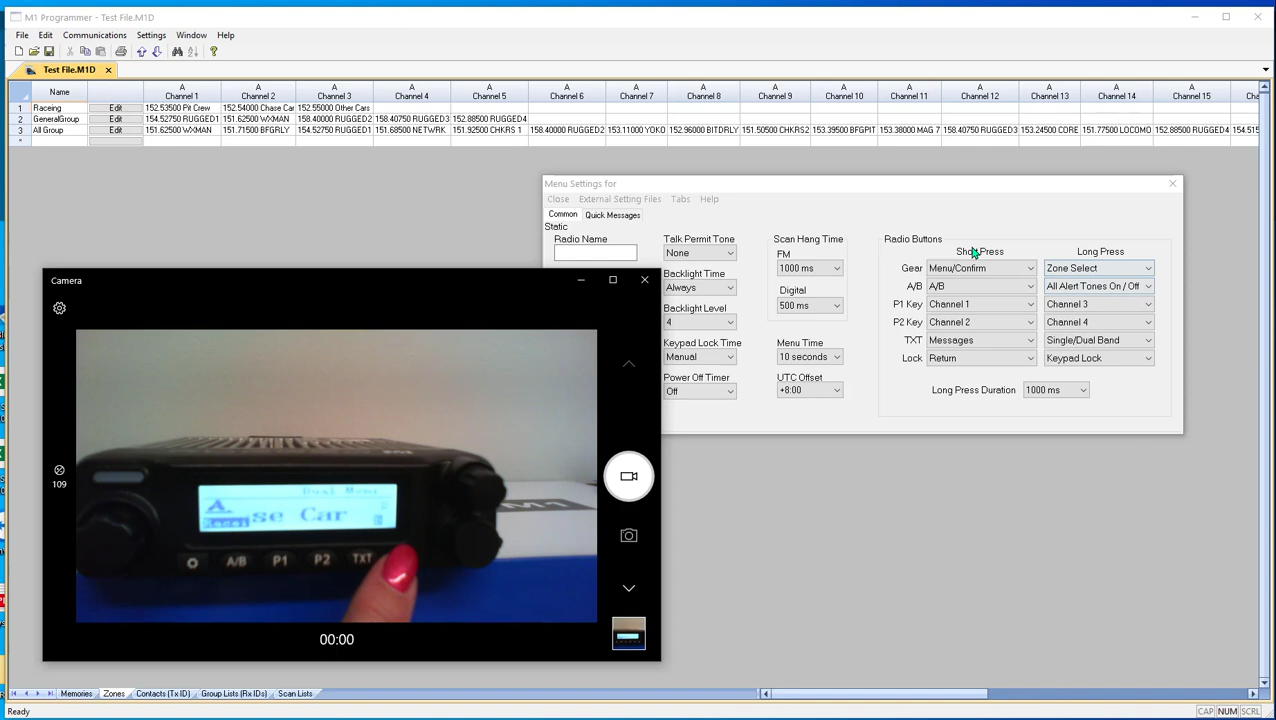 M1 Programmer - Test File.M1D
File Edit Communications Settings Window Help
Test File.M1D
Name A Channel 1 A Channel 2 A Channel 3 A Channel 4 A Channel 5 A Channel 6 A Channel 7 A Channel 8 A Channel 9 A Channel 10 A Channel 11 A Channel 12 A Channel 13 A Channel 14 A Channel 15
1 Raceing Edit 152.53500 Pit Crew 152.54000 Chase Car 152.55000 Other Cars
2 GeneralGroup Edit 154.52750 RUGGED1 151.62500 WXMAN 158.40000 RUGGED2 158.40750 RUGGED3 152.88500 RUGGED4
3 All Group Edit 151.62500 WXMAN 151.71500 BFGRLY 154.52750 RUGGED1 151.68500 NETWRK 151.92500 CHKRS 1 158.40000 RUGGED2 153.11000 YOKO 152.96000 BITDRLY 151.50500 CHKRS2 153.39500 BFGPIT 153.38000 MAG 7 158.40750 RUGGED3 153.24500 CORE 151.77500 LOCOMO 152.88500 RUGGED4 154.515
*
Menu Settings for
Close External Setting Files Tabs Help
Common Quick Messages
Static
Radio Name
Talk Permit Tone
None
Backlight Time
Always
Backlight Level
4
Keypad Lock Time
Manual
Power Off Timer
Off
Scan Hang Time
FM
1000 ms
Digital
500 ms
Menu Time
10 seconds
UTC Offset
+8:00
Radio Buttons
Short Press Long Press
Gear Menu/Confirm Zone Select
A/B A/B All Alert Tones On / Off
P1 Key Channel 1 Channel 3
P2 Key Channel 2 Channel 4
TXT Messages Single/Dual Band
Lock Return Keypad Lock
Long Press Duration 1000 ms
Camera
109
A
se Car
A/B P1 P2 TXT
M1
00:00
Memories Zones Contacts (Tx ID) Group Lists (Rx IDs) Scan Lists
Ready CAP NUM SCRL